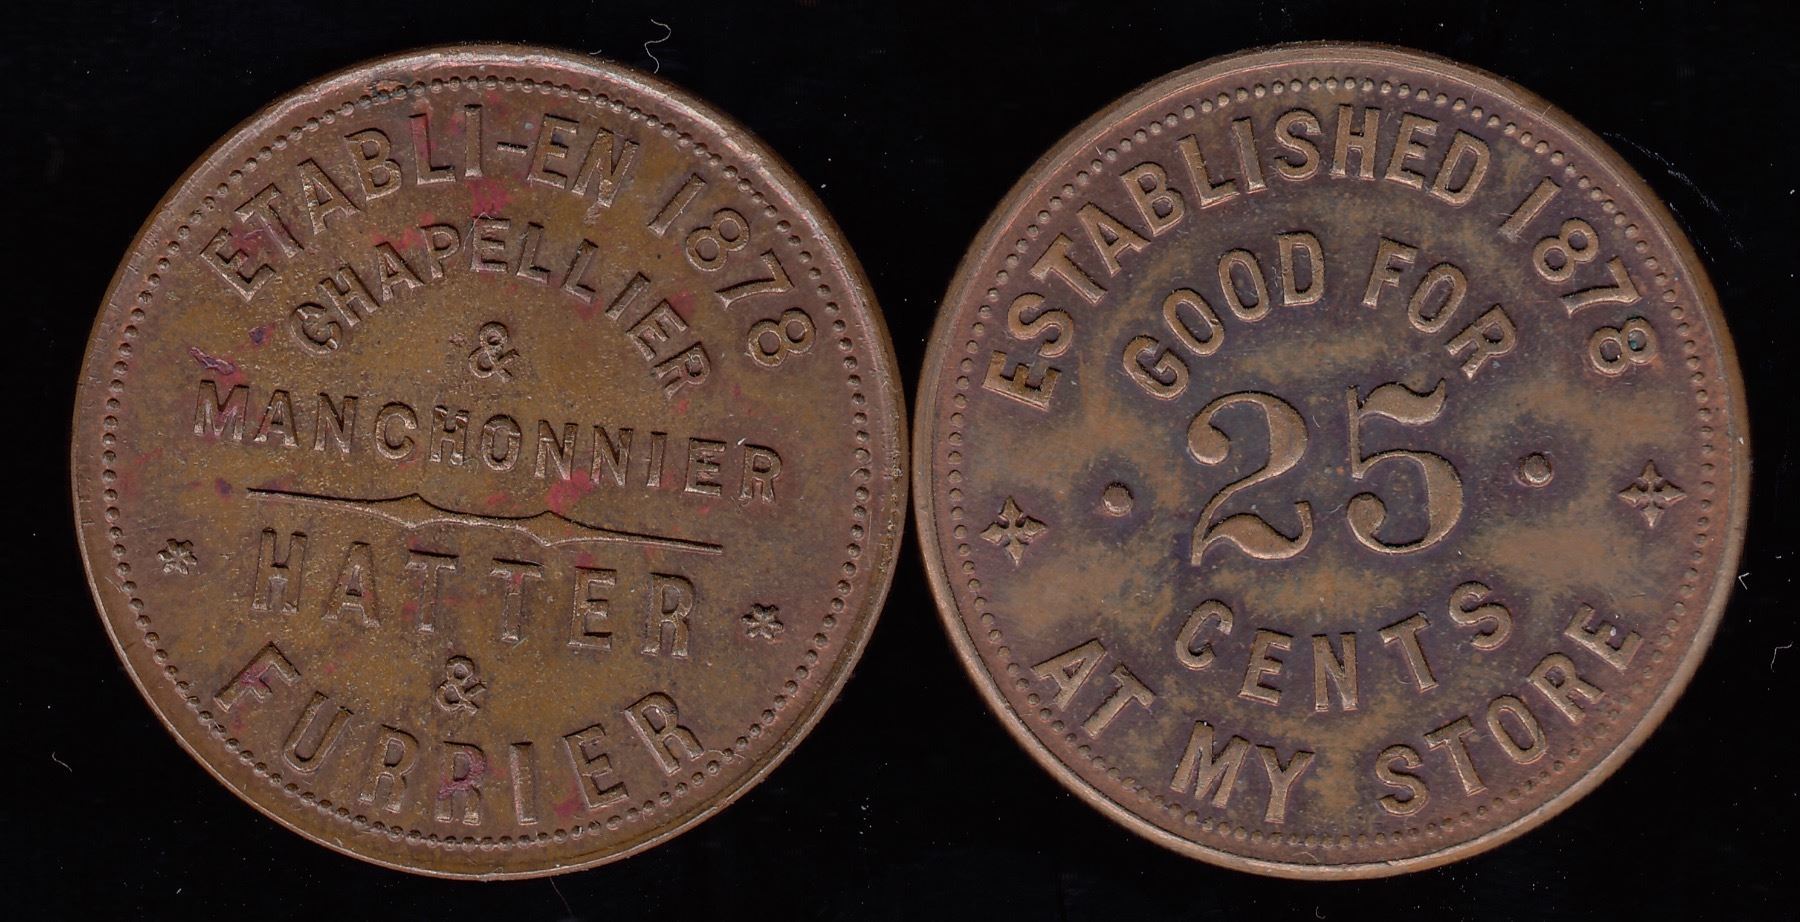 ETABLI-EN 1878
CHAPELLIER
&
MANCHONNIER
HATTER
&
FURRIER
ESTABLISHED 1878
GOOD FOR
25
CENTS
AT MY STORE